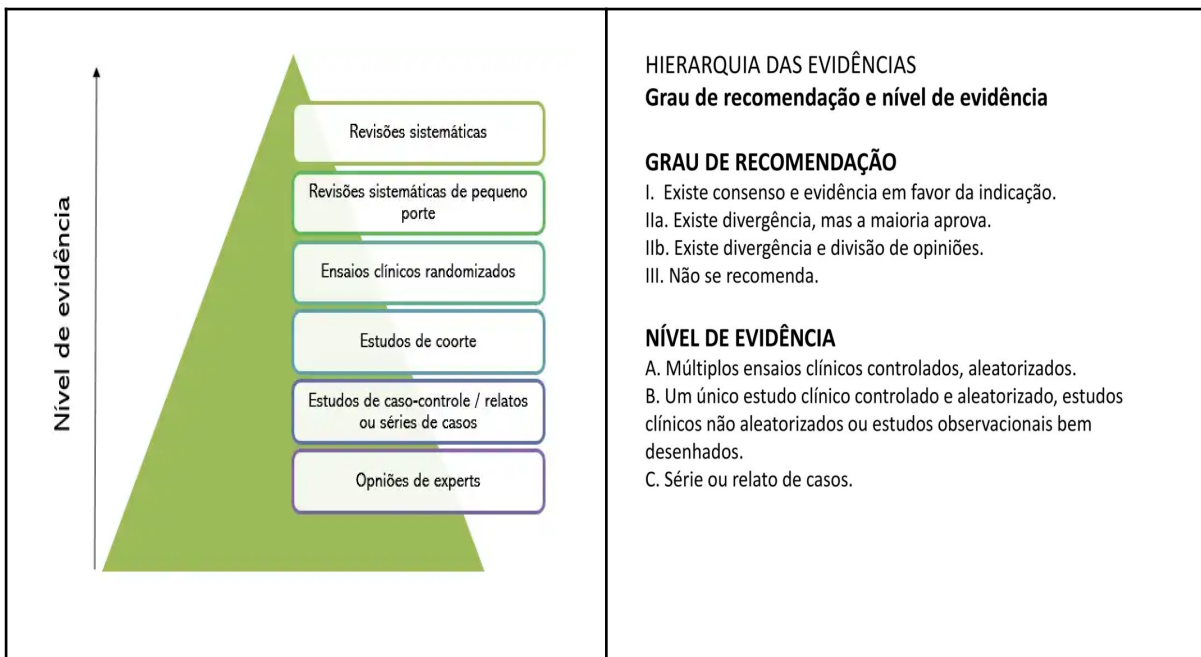 Nível de evidência
Revisões sistemáticas
Revisões sistemáticas de pequeno
porte
Ensaios clínicos randomizados
Estudos de coorte
Estudos de caso-controle / relatos
ou séries de casos
Opniões de experts
HIERARQUIA DAS EVIDÊNCIAS
Grau de recomendação e nível de evidência
GRAU DE RECOMENDAÇÃO
I. Existe consenso e evidência em favor da indicação.
IIa. Existe divergência, mas a maioria aprova.
IIb. Existe divergência e divisão de opiniões.
III. Não se recomenda.
NÍVEL DE EVIDÊNCIA
A. Múltiplos ensaios clínicos controlados, aleatorizados.
B. Um único estudo clínico controlado e aleatorizado, estudos
clínicos não aleatorizados ou estudos observacionais bem
desenhados.
C. Série ou relato de casos.